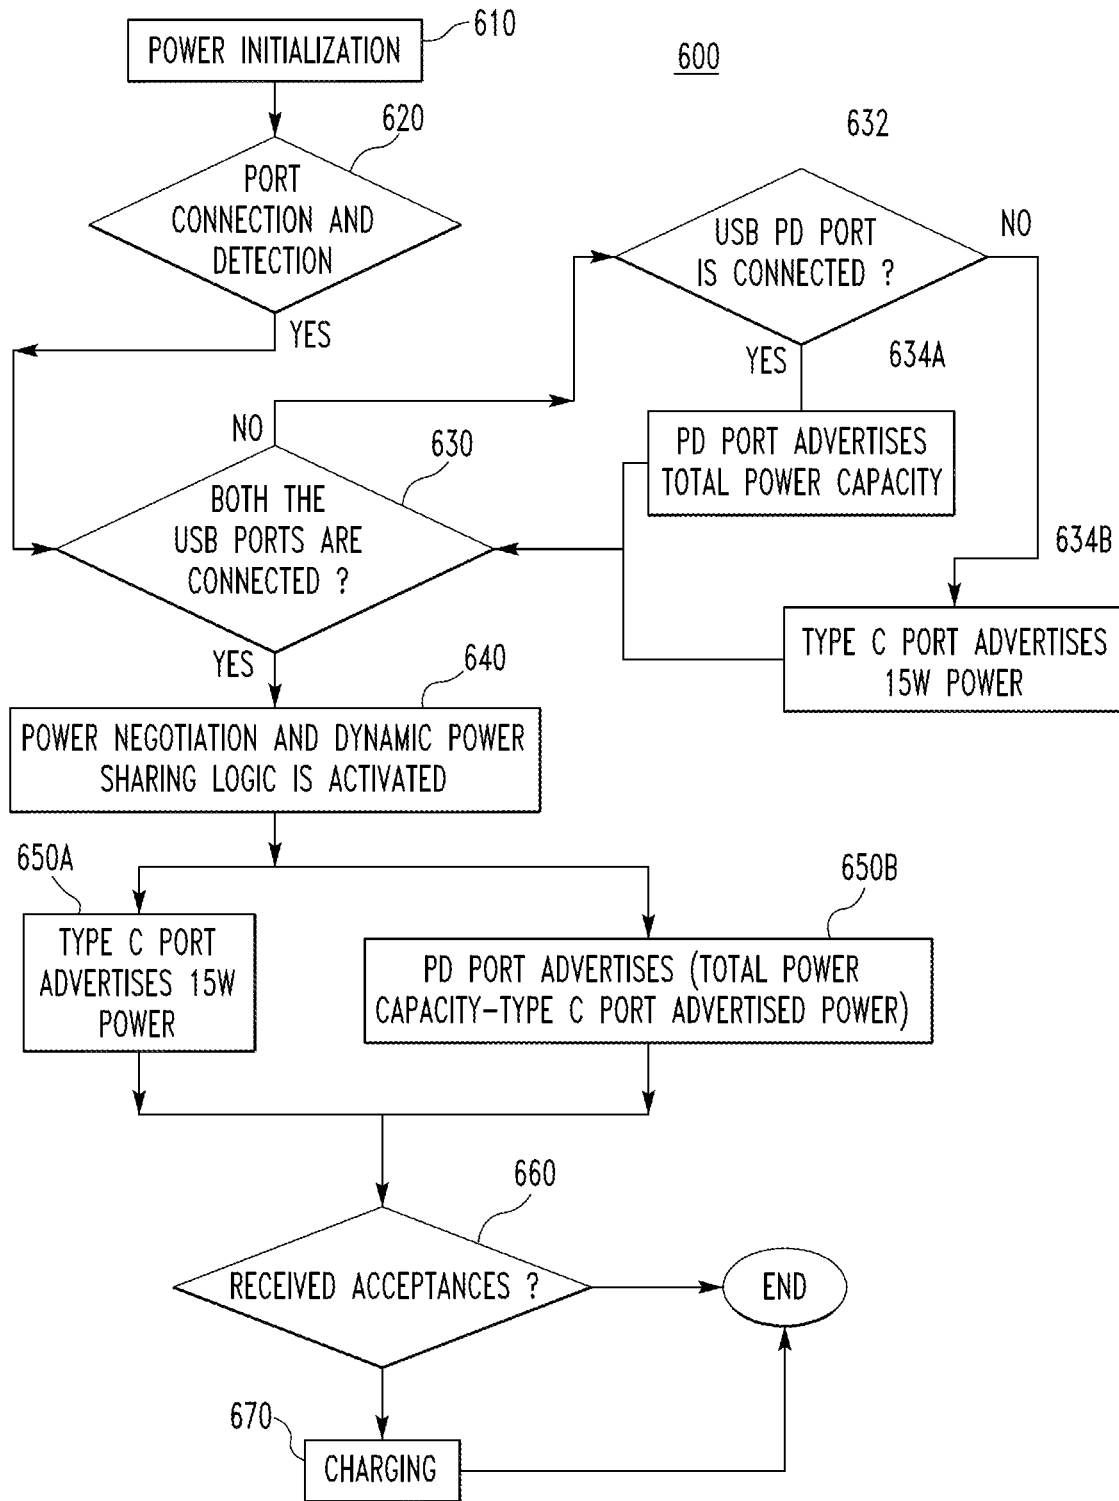 POWER INITIALIZATION
610
600
620
PORT
CONNECTION AND
DETECTION
YES
632
USB PD PORT
IS CONNECTED ?
NO
YES
634A
PD PORT ADVERTISES
TOTAL POWER CAPACITY
634B
TYPE C PORT ADVERTISES
15W POWER
NO
630
BOTH THE
USB PORTS ARE
CONNECTED ?
YES
640
POWER NEGOTIATION AND DYNAMIC POWER
SHARING LOGIC IS ACTIVATED
650A
TYPE C PORT
ADVERTISES 15W
POWER
650B
PD PORT ADVERTISES (TOTAL POWER
CAPACITY-TYPE C PORT ADVERTISED POWER)
660
RECEIVED ACCEPTANCES ?
END
670
CHARGING